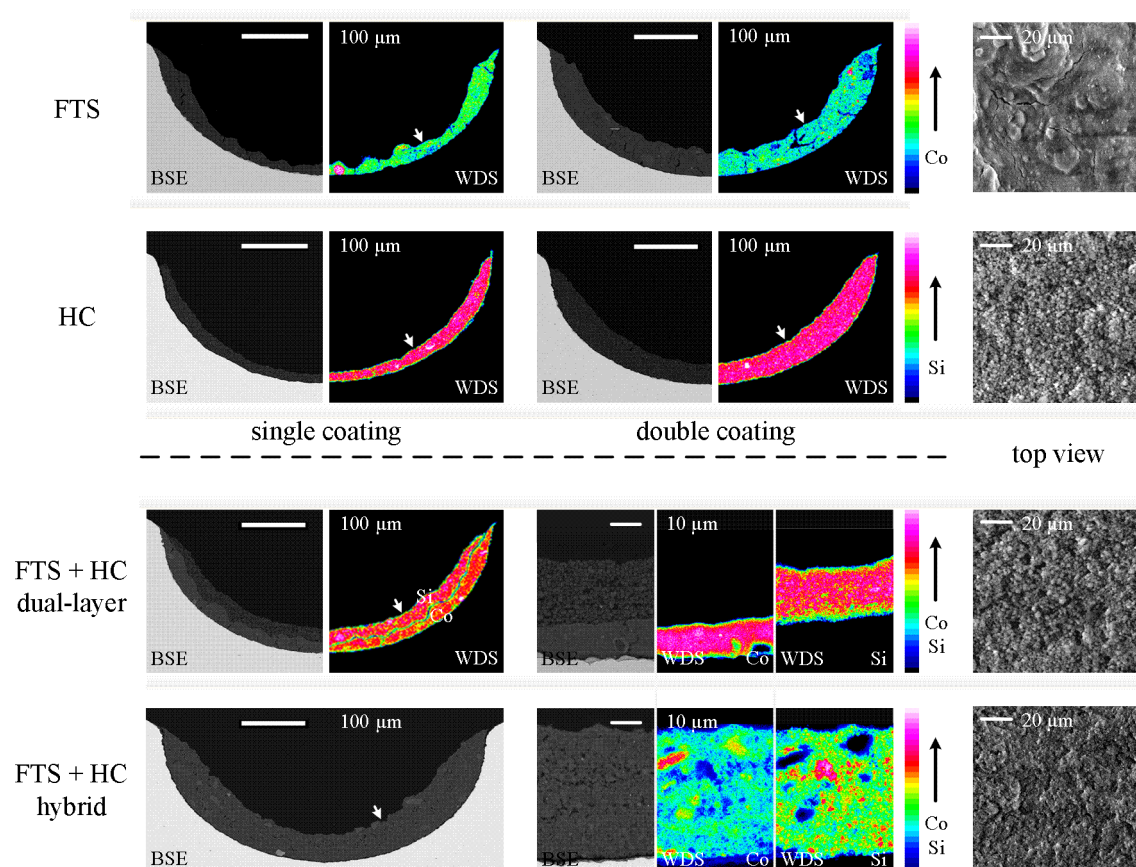 100 µm
20 µm
FTS
Co
BSE
WDS
BSE
WDS
100 µm
100 µm
20 µm
HC
Si
BSE
WDS
BSE
WDS
single coating
double coating
top view
100 µm
10 µm
20 µm
FTS + HC
dual-layer
Si
Co
Co
Si
BSE
WDS
BSE
WDS
Co
WDS
Si
100 µm
10 µm
20 µm
FTS + HC
hybrid
Co
Si
BSE
BSE
WDS
Co
WDS
Si
100 µm